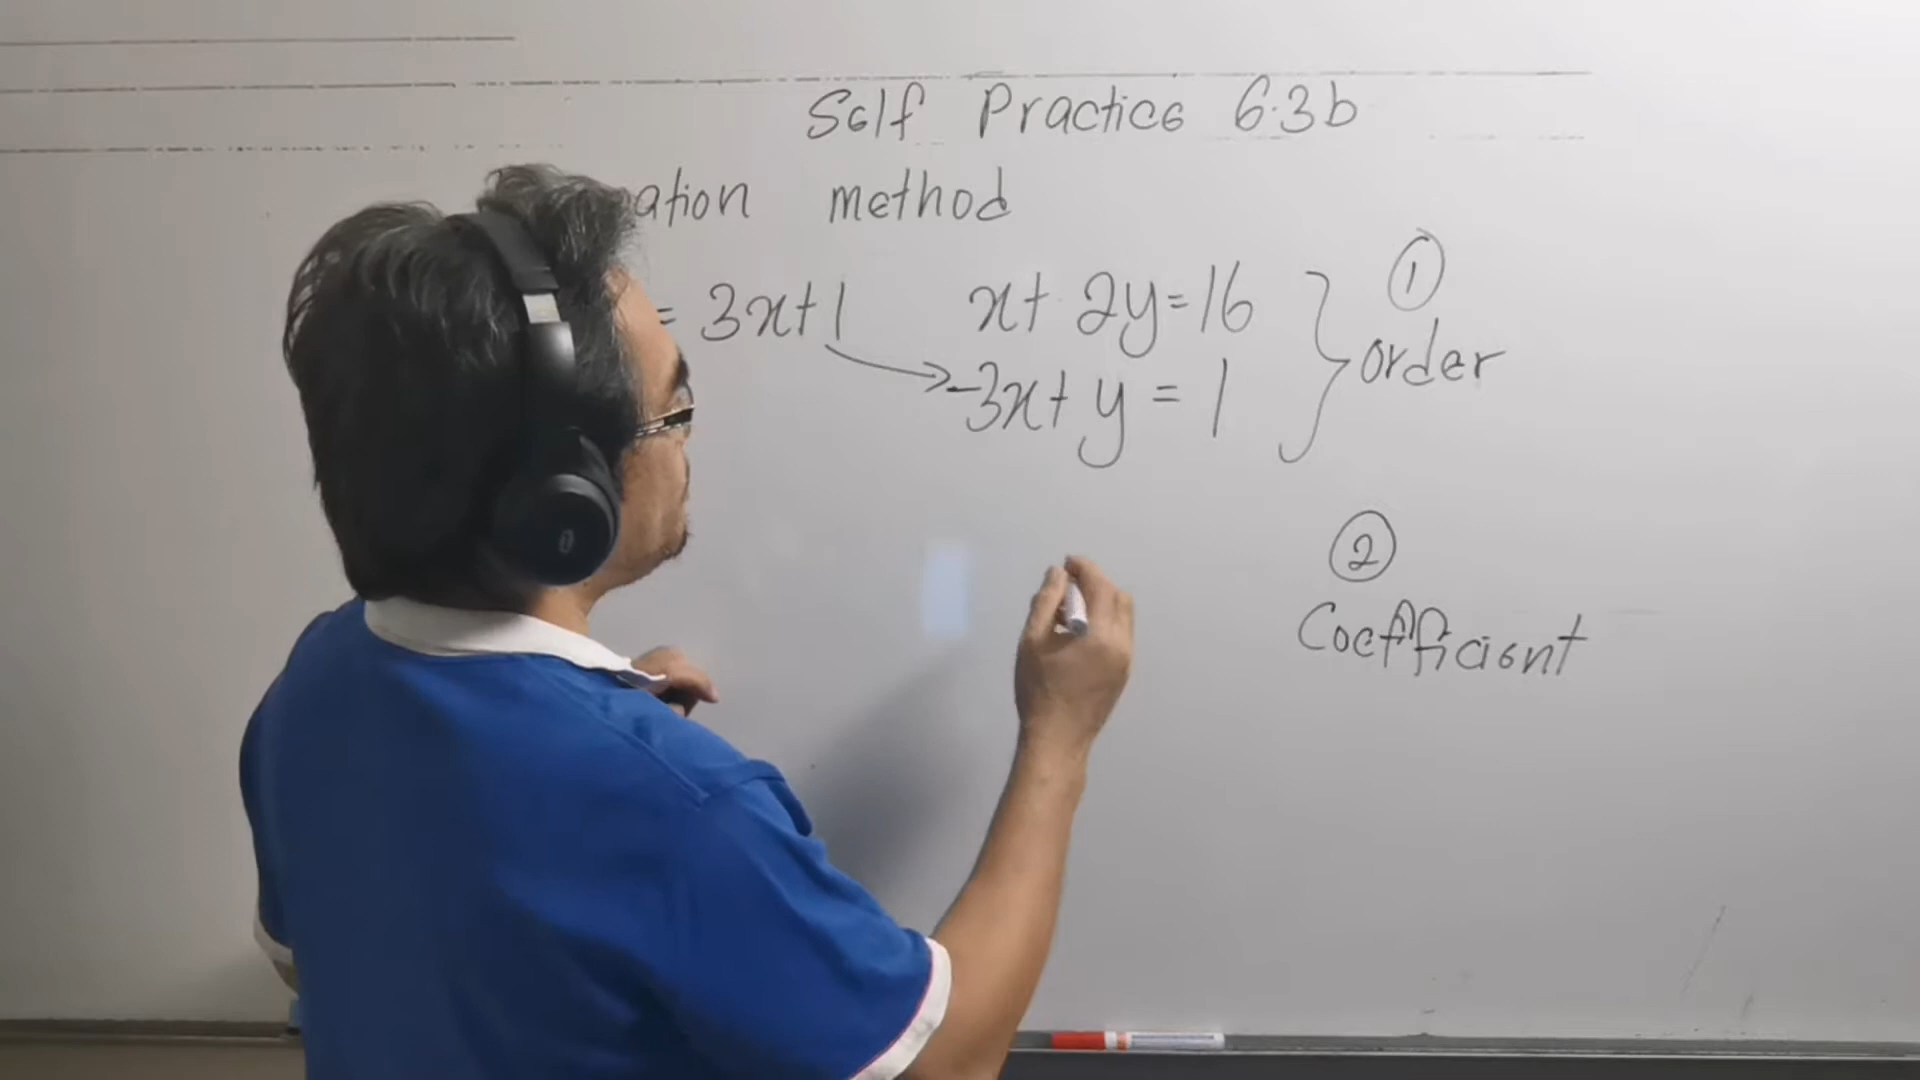 Self Practice 6.3b
ation method
= 3x+1 x+ 2y=16
-3x+ y = 1
①
order
②
Coefficient